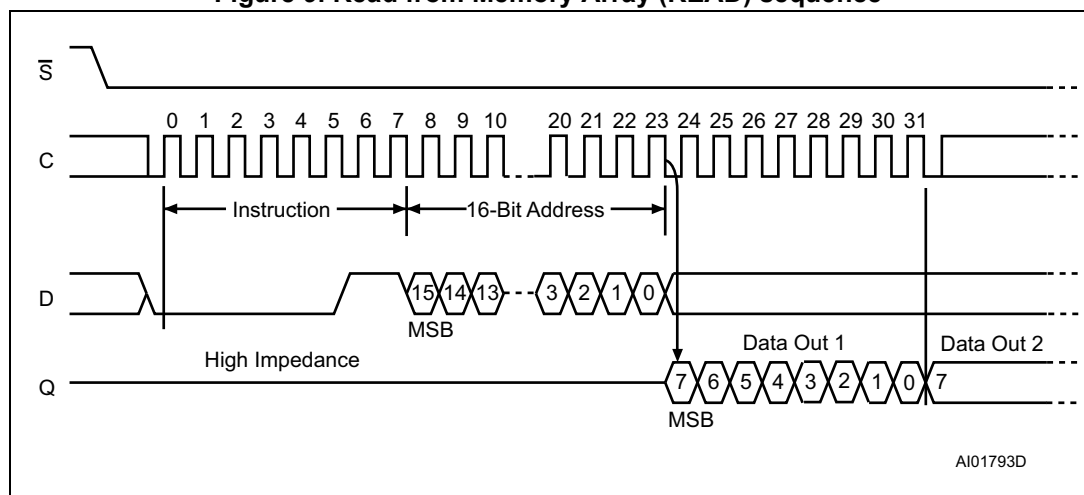 Figure 9. Read from Memory Array (READ) sequence
S
0 1 2 3 4 5 6 7 8 9 10 20 21 22 23 24 25 26 27 28 29 30 31
C
Instruction 16-Bit Address
D 15 14 13 3 2 1 0
MSB
High Impedance Data Out 1 Data Out 2
Q 7 6 5 4 3 2 1 0 7
MSB
AI01793D